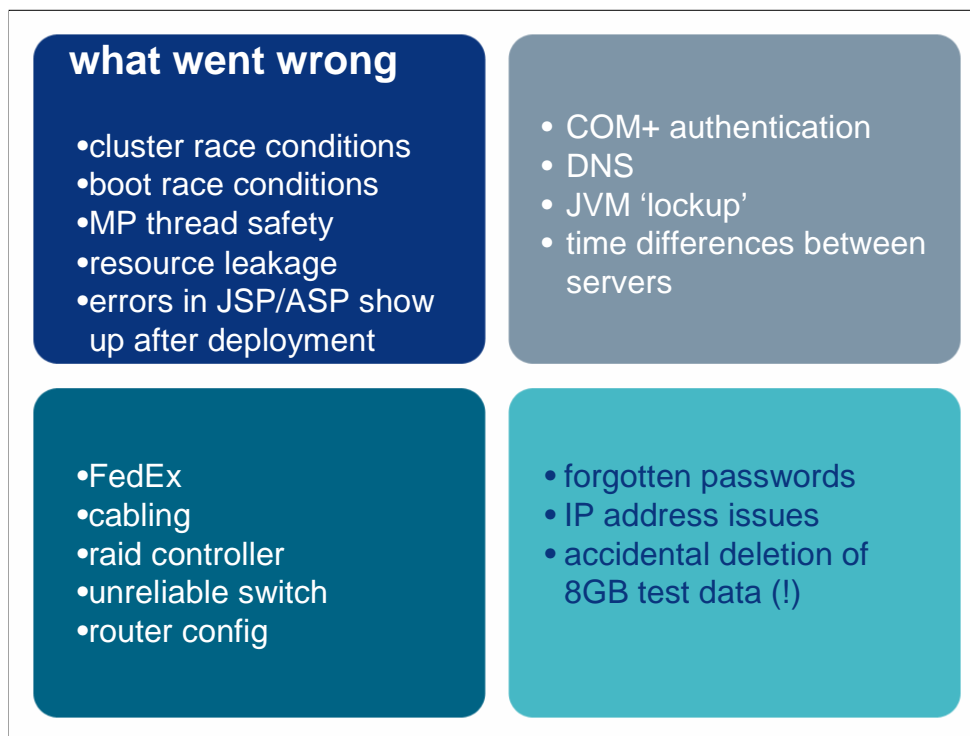 what went wrong
•cluster race conditions
•boot race conditions
•MP thread safety
•resource leakage
•errors in JSP/ASP show
up after deployment
• COM+ authentication
• DNS
• JVM ‘lockup’
• time differences between
servers
•FedEx
•cabling
•raid controller
•unreliable switch
•router config
• forgotten passwords
• IP address issues
• accidental deletion of
8GB test data (!)